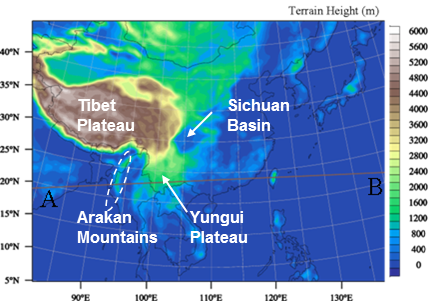 Terrain Height (m)
6000
5600
5200
4800
4400
4000
3600
3200
2800
2400
2000
1600
1200
800
400
0
40°N
35°N
30°N
25°N
20°N
15°N
10°N
5°N
Tibet
Plateau
Sichuan
Basin
A
B
Arakan
Mountains
Yungui
Plateau
90°E
100°E
110°E
120°E
130°E